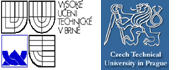 VYSOKÉ
UČENÍ
TECHNICKÉ
V BRNĚ
Czech Technical
University in Prague